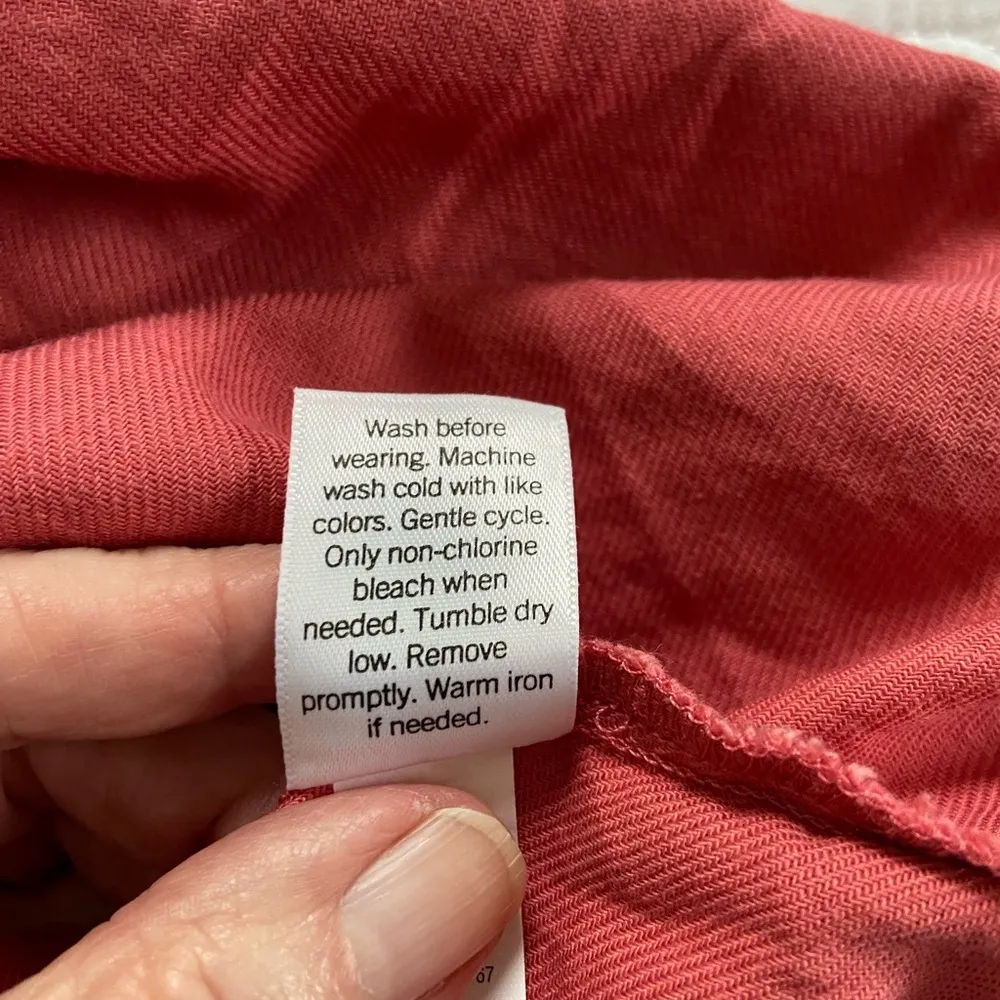 Wash before
wearing. Machine
wash cold with like
colors. Gentle cycle.
Only non-chlorine
bleach when
needed. Tumble dry
low. Remove
promptly. Warm iron
if needed.
67